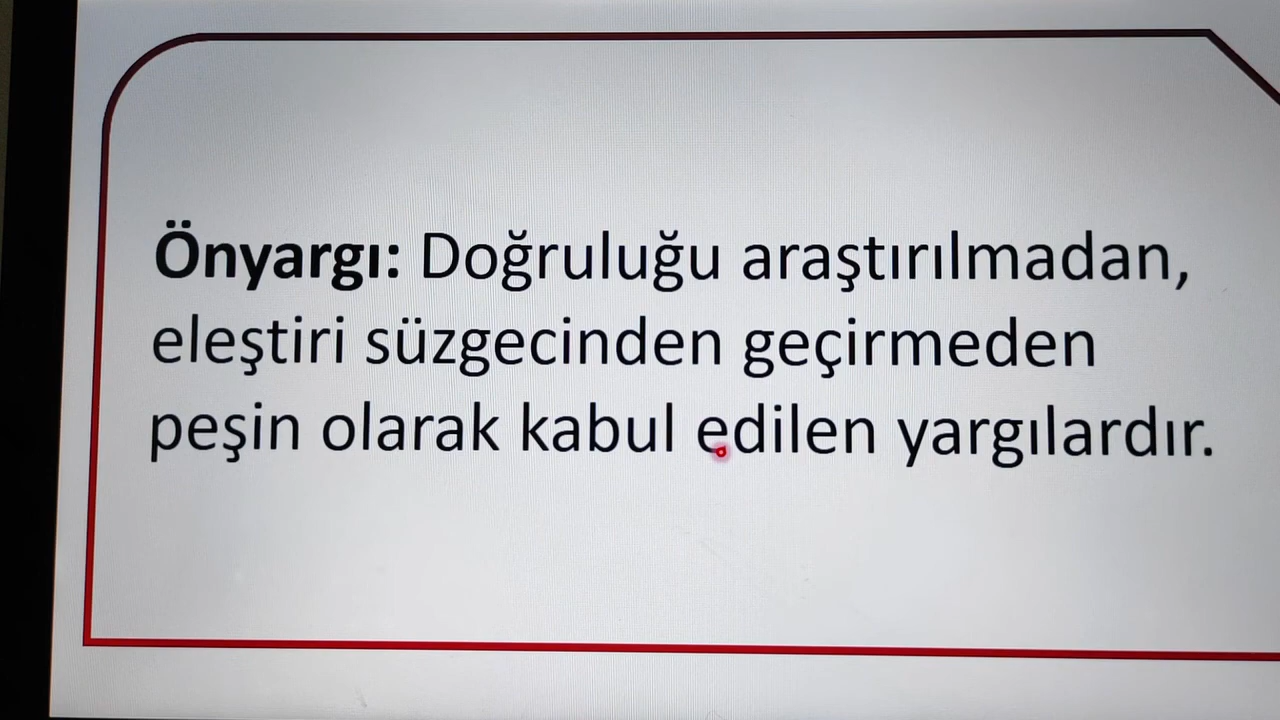 Önyargı: Doğruluğu araştırılmadan,
eleştiri süzgecinden geçirmeden
peşin olarak kabul edilen yargılardır.